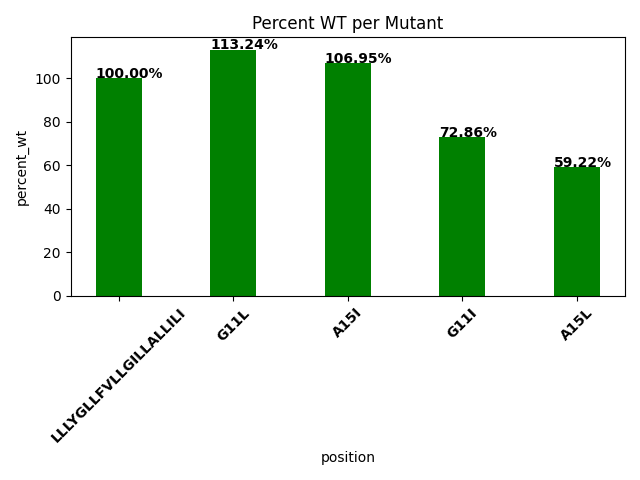 Percent WT per Mutant
percent_wt
100
80
60
40
20
0
100.00%
113.24%
106.95%
72.86%
59.22%
LLLYGLLFVLLGILLALLILI
G11L
A15I
G11I
A15L
position